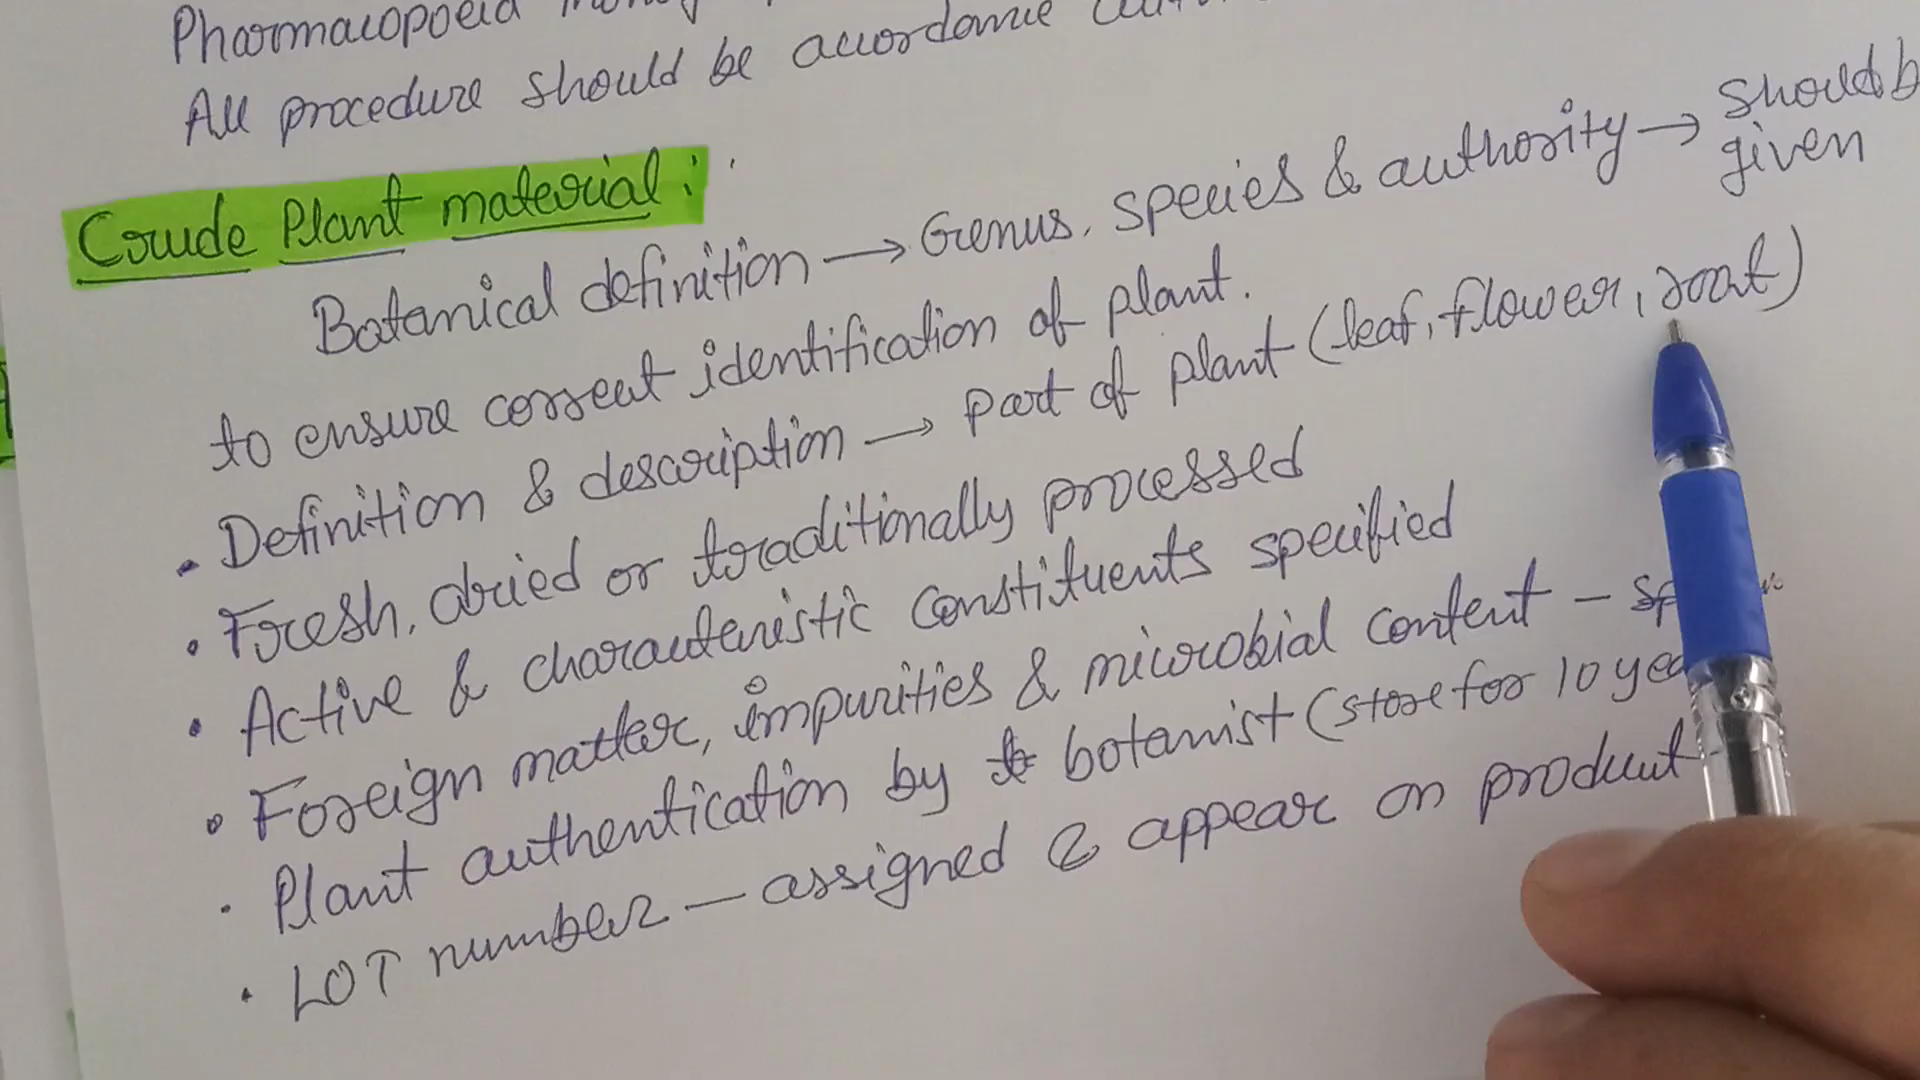 Pharmacopoeia
All procedure should be accordance
Crude Plant material :
Botanical definition → Genus, species & authority → should b
given
to ensure correct identification of plant.
• Definition & description → part of plant (leaf, flower, root)
• Fresh, dried or traditionally processed
• Active & characteristic constituents specified
• Foreign matter, impurities & microbial content –
• Plant authentication by botanist (store for 10 yea
• LOT number – assigned & appear on product